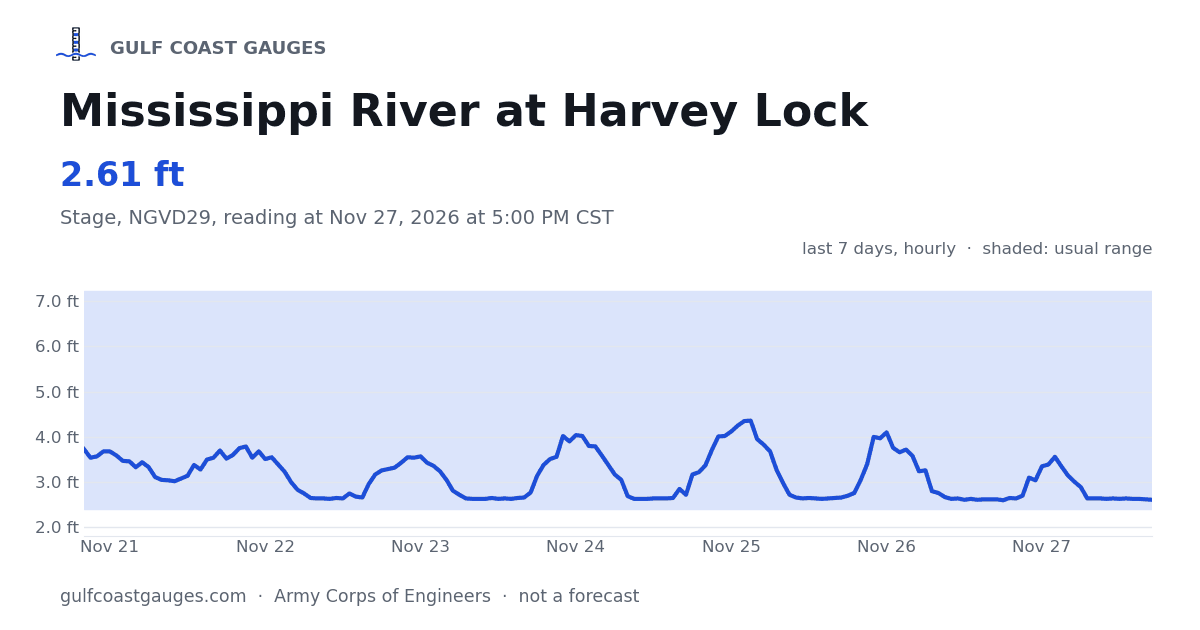 GULF COAST GAUGES
Mississippi River at Harvey Lock
2.61 ft
Stage, NGVD29, reading at Nov 27, 2026 at 5:00 PM CST
last 7 days, hourly · shaded: usual range
7.0 ft
6.0 ft
5.0 ft
4.0 ft
3.0 ft
2.0 ft
Nov 21 Nov 22 Nov 23 Nov 24 Nov 25 Nov 26 Nov 27
gulfcoastgauges.com · Army Corps of Engineers · not a forecast